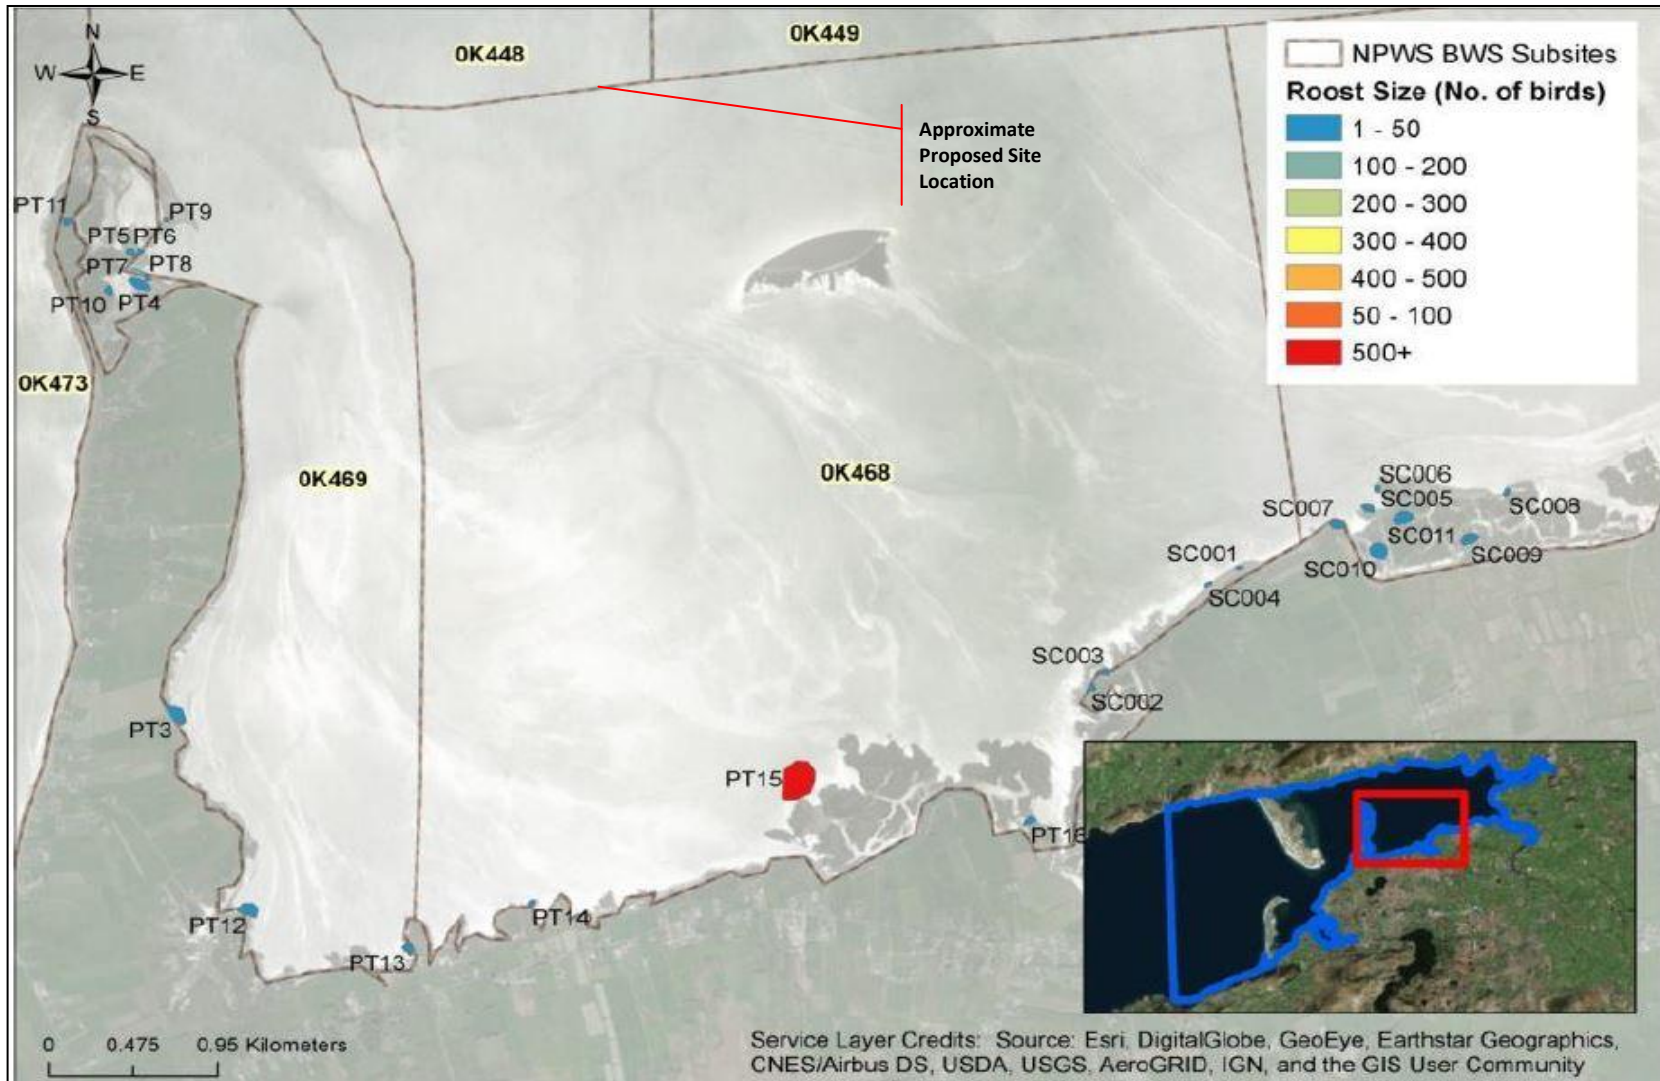 N
W E
S
0K448
0K449
NPWS BWS Subsites
Roost Size (No. of birds)
1 - 50
100 - 200
200 - 300
300 - 400
400 - 500
50 - 100
500+
Approximate
Proposed Site
Location
PT11
PT9
PT5
PT6
PT7
PT8
PT10
PT4
0K473
0K469
0K468
SC006
SC005
SC007
SC008
SC011
SC001
SC010
SC009
SC004
SC003
SC002
PT3
PT15
PT16
PT12
PT14
PT13
0 0.475 0.95 Kilometers
Service Layer Credits: Source: Esri, DigitalGlobe, GeoEye, Earthstar Geographics,
CNES/Airbus DS, USDA, USGS, AeroGRID, IGN, and the GIS User Community